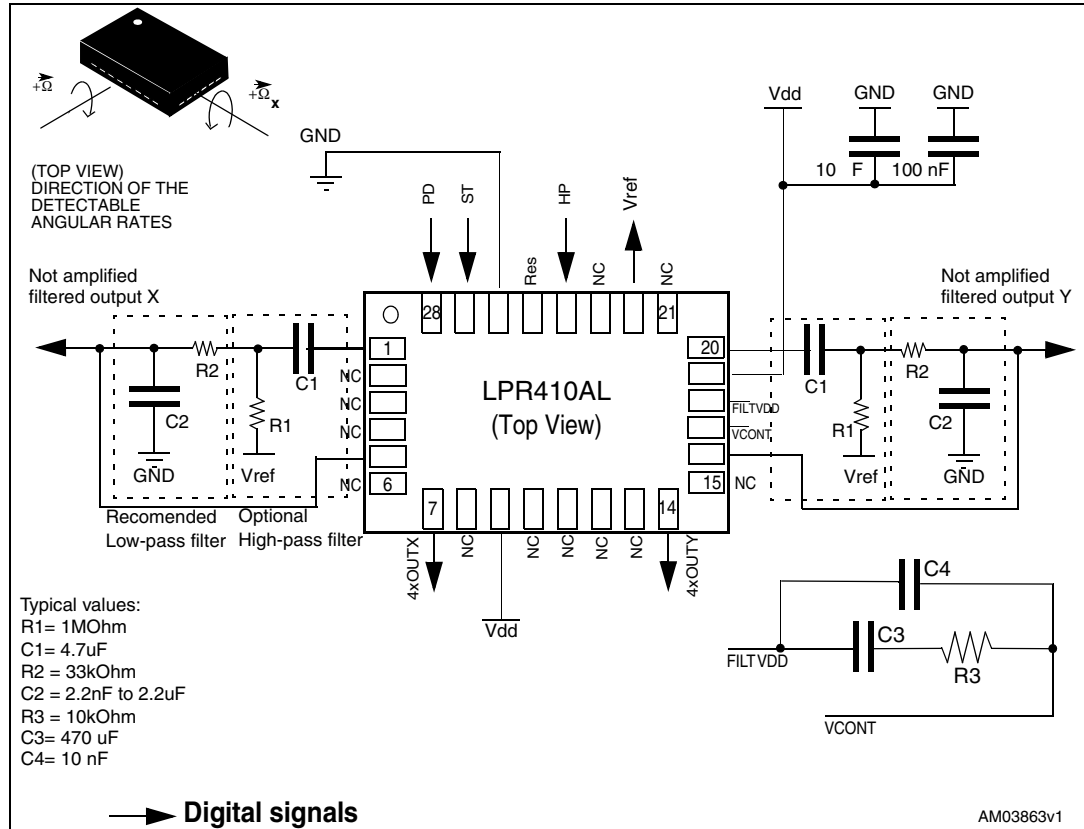 +Ω
+Ωx
(TOP VIEW)
DIRECTION OF THE
DETECTABLE
ANGULAR RATES
GND
Vdd
GND
GND
10 F
100 nF
PD
ST
Res
HP
NC
Vref
NC
Not amplified
filtered output X
Not amplified
filtered output Y
28
21
1
20
R2
C1
NC
NC
NC
C2
R1
GND
Vref
NC
6
LPR410AL
(Top View)
FILTVDD
VCONT
15
NC
C1
R2
R1
C2
Vref
GND
Recomended
Low-pass filter
Optional
High-pass filter
7
14
4xOUTX
NC
NC
NC
NC
NC
4xOUTY
Vdd
C4
C3
R3
FILTVDD
VCONT
Typical values:
R1= 1MOhm
C1= 4.7uF
R2 = 33kOhm
C2 = 2.2nF to 2.2uF
R3 = 10kOhm
C3= 470 uF
C4= 10 nF
Digital signals
AM03863v1